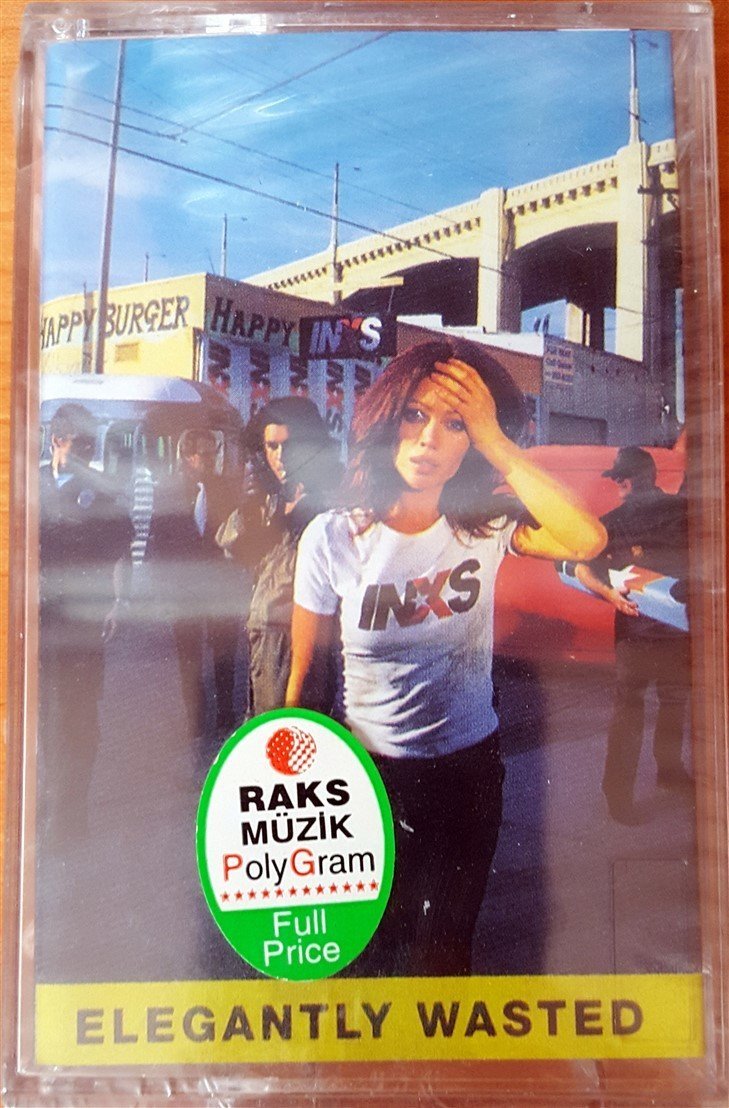 HAPPY BURGER
HAPPY
INXS
INXS
RAKS
MÜZİK
PolyGram
Full
Price
ELEGANTLY WASTED